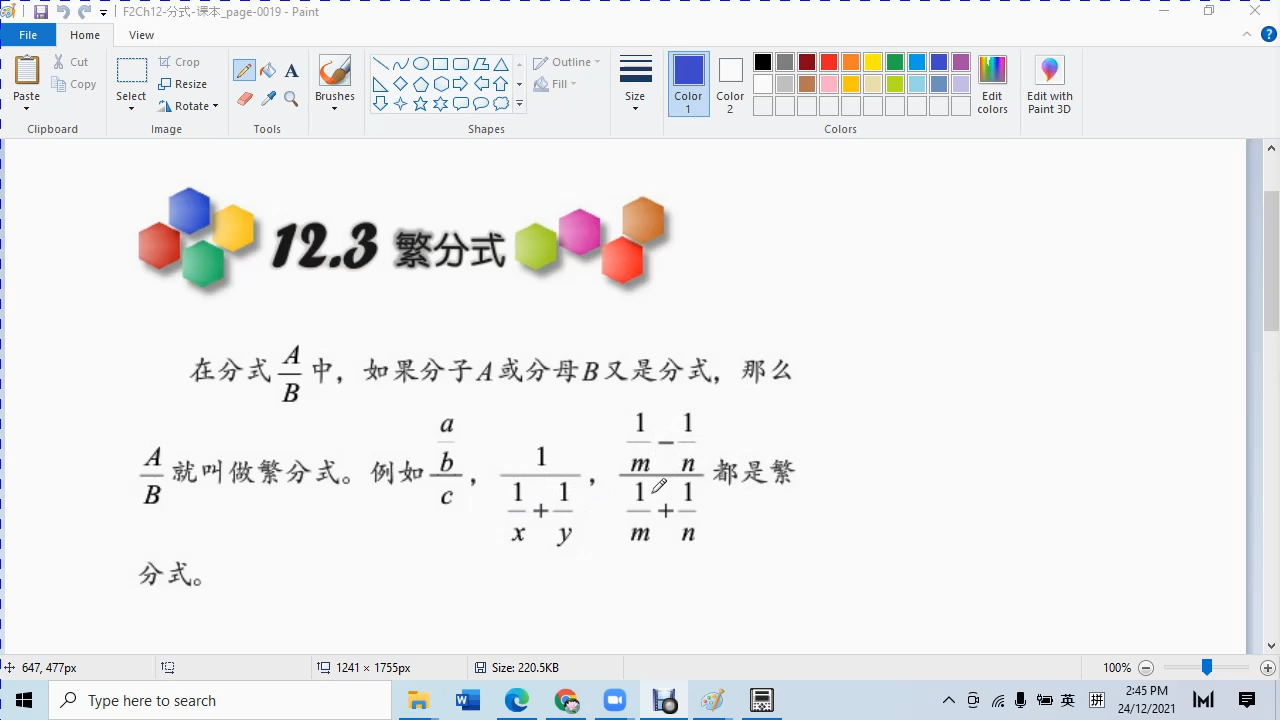 F2Ch12-分式-课本_page-0019 - Paint
File Home View
Cut Copy Paste Clipboard
Crop Resize Rotate Select Image
Tools
Brushes
Outline Fill Shapes
Size
Color 1 Color 2 Edit colors Colors
Edit with Paint 3D
12.3 繁分式
在分式 A/B 中，如果分子A或分母B又是分式，那么
A/B 就叫做繁分式。例如 (a/b)/c ， 1/(1/x + 1/y) ， (1/m − 1/n)/(1/m + 1/n) 都是繁
分式。
647, 477px 1241 × 1755px Size: 220.5KB 100%
Type here to search 英 拼 2:45 PM
24/12/2021